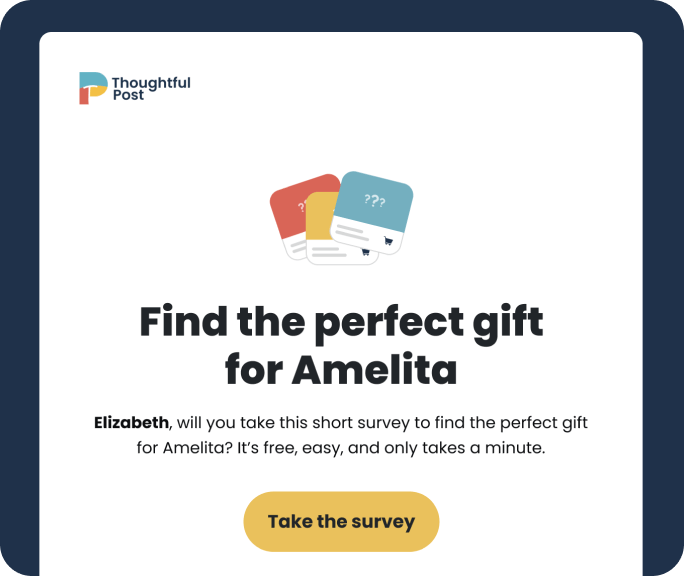 Thoughtful
Post
???
Find the perfect gift
for Amelita
Elizabeth, will you take this short survey to find the perfect gift
for Amelita? It’s free, easy, and only takes a minute.
Take the survey